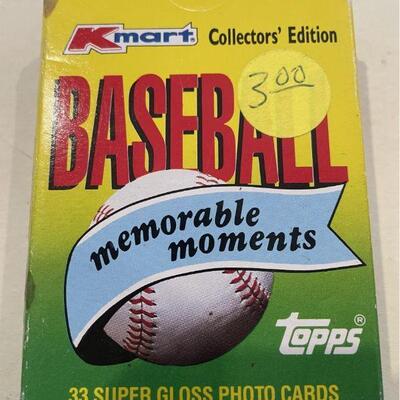 Kmart® Collectors' Edition
3.00
BASEBALL
memorable
moments
topps®
33 SUPER GLOSS PHOTO CARDS